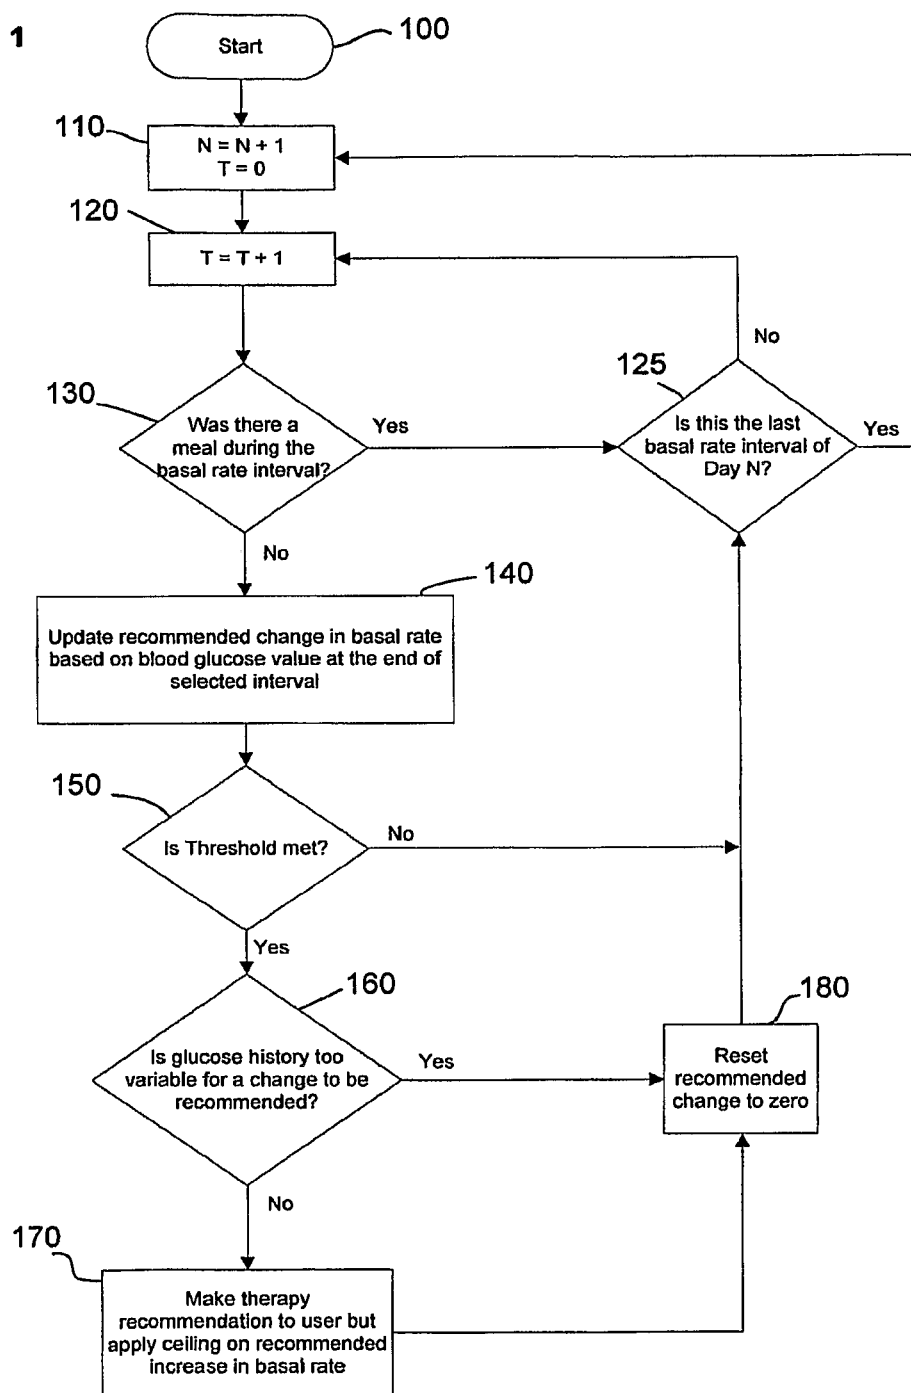 1
Start
100
110
N = N + 1
T = 0
120
T = T + 1
No
130
Was there a
meal during the
basal rate interval?
Yes
125
Is this the last
basal rate interval of
Day N?
Yes
No
140
Update recommended change in basal rate
based on blood glucose value at the end of
selected interval
150
Is Threshold met?
No
Yes
160
Is glucose history too
variable for a change to be
recommended?
Yes
180
Reset
recommended
change to zero
No
170
Make therapy
recommendation to user but
apply ceiling on recommended
increase in basal rate